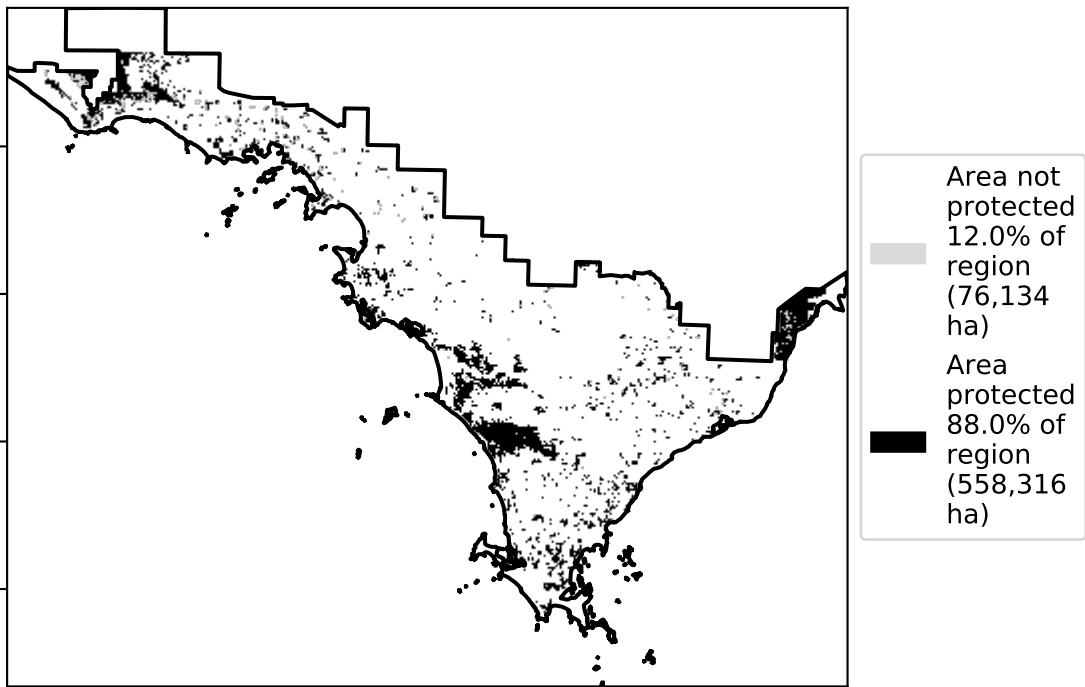 Area not
protected
12.0% of
region
(76,134
ha)
Area
protected
88.0% of
region
(558,316
ha)